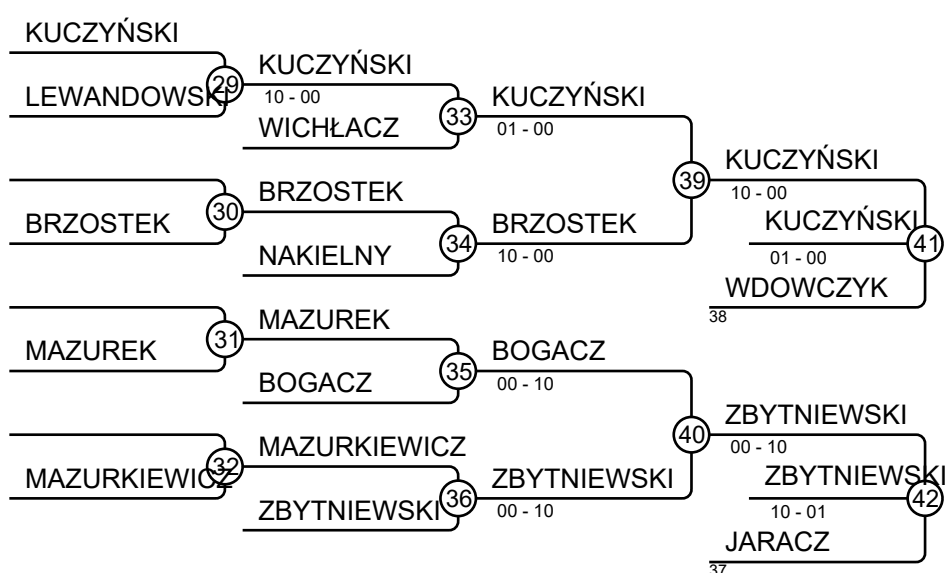 KUCZYŃSKI
LEWANDOWSKI
29
KUCZYŃSKI
10 - 00
WICHŁACZ
33
KUCZYŃSKI
01 - 00
BRZOSTEK
30
BRZOSTEK
NAKIELNY
34
BRZOSTEK
10 - 00
39
KUCZYŃSKI
10 - 00
KUCZYŃSKI
41
01 - 00
WDOWCZYK
38
MAZUREK
31
MAZUREK
BOGACZ
35
BOGACZ
00 - 10
MAZURKIEWICZ
32
MAZURKIEWICZ
ZBYTNIEWSKI
36
ZBYTNIEWSKI
00 - 10
40
ZBYTNIEWSKI
00 - 10
ZBYTNIEWSKI
42
10 - 01
JARACZ
37